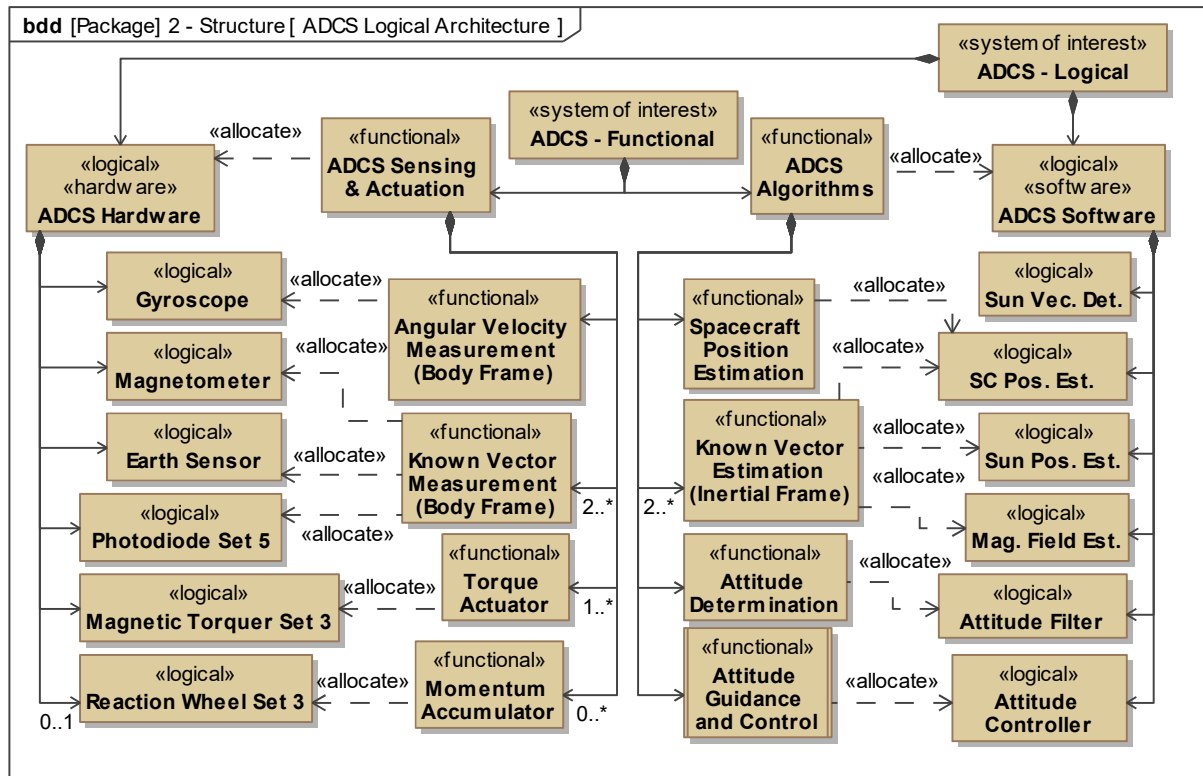 bdd [Package] 2 - Structure [ ADCS Logical Architecture ]
«system of interest»
ADCS - Logical
«system of interest»
ADCS - Functional
«allocate»
«functional»
ADCS Sensing
& Actuation
«functional»
ADCS
Algorithms
«allocate»
«logical»
«hardware»
ADCS Hardware
«logical»
«software»
ADCS Software
«logical»
Gyroscope
«allocate»
«functional»
Angular Velocity
Measurement
(Body Frame)
«functional»
Spacecraft
Position
Estimation
«allocate»
«logical»
Sun Vec. Det.
«logical»
Magnetometer
«allocate»
«allocate»
«logical»
SC Pos. Est.
«logical»
Earth Sensor
«allocate»
«functional»
Known Vector
Measurement
(Body Frame)
2..*
2..*
«functional»
Known Vector
Estimation
(Inertial Frame)
«allocate»
«logical»
Sun Pos. Est.
«logical»
Photodiode Set 5
«allocate»
«allocate»
«logical»
Mag. Field Est.
«logical»
Magnetic Torquer Set 3
«allocate»
«functional»
Torque
Actuator
1..*
«functional»
Attitude
Determination
«allocate»
«logical»
Attitude Filter
«logical»
Reaction Wheel Set 3
0..1
«allocate»
«functional»
Momentum
Accumulator
0..*
«functional»
Attitude
Guidance
and Control
«allocate»
«logical»
Attitude
Controller